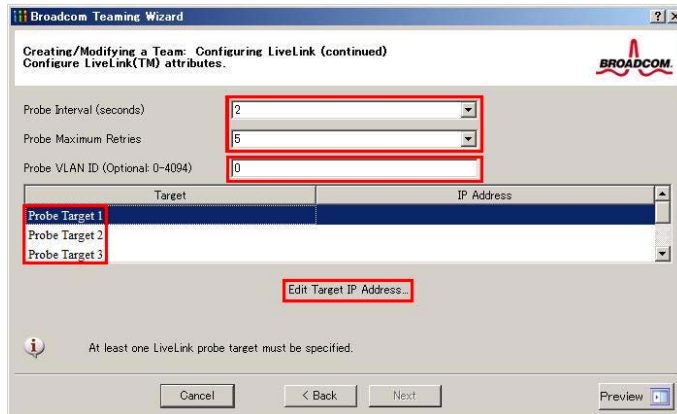 Broadcom Teaming Wizard
Creating/Modifying a Team: Configuring LiveLink (continued)
Configure LiveLink(TM) attributes.
BROADCOM.
Probe Interval (seconds)
2
Probe Maximum Retries
5
Probe VLAN ID (Optional: 0-4094)
0
Target IP Address
Probe Target 1
Probe Target 2
Probe Target 3
Edit Target IP Address...
At least one LiveLink probe target must be specified.
Cancel < Back Next Preview